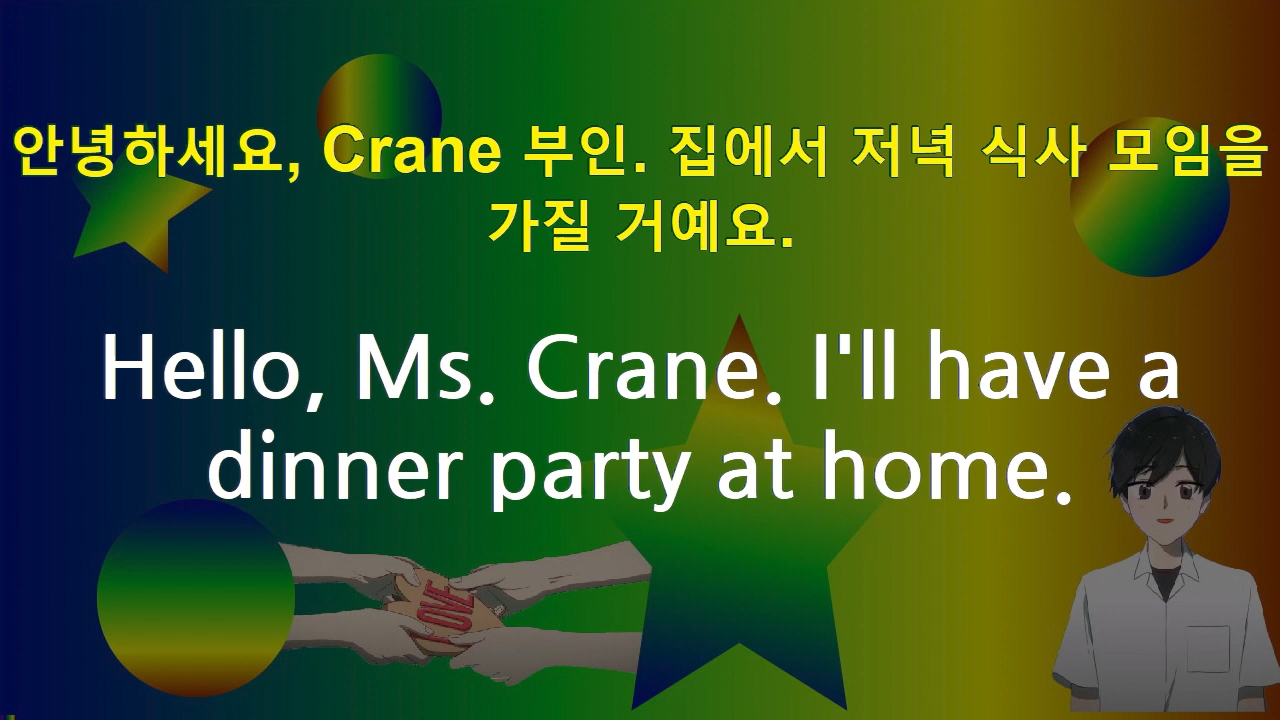 안녕하세요, Crane 부인. 집에서 저녁 식사 모임을
가질 거예요.
Hello, Ms. Crane. I'll have a
dinner party at home.
LOVE